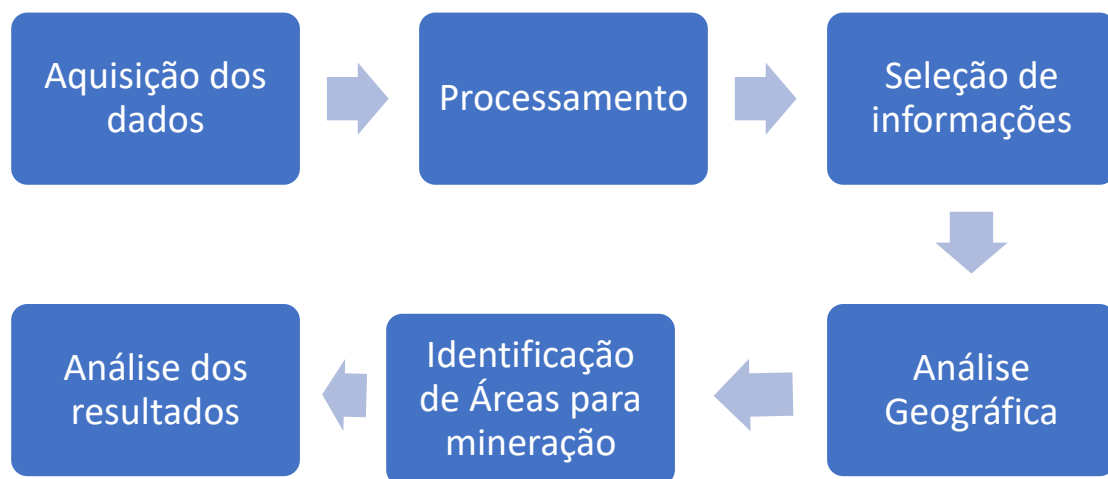 Aquisição dos
dados
Processamento
Seleção de
informações
Análise
Geográfica
Identificação
de Áreas para
mineração
Análise dos
resultados